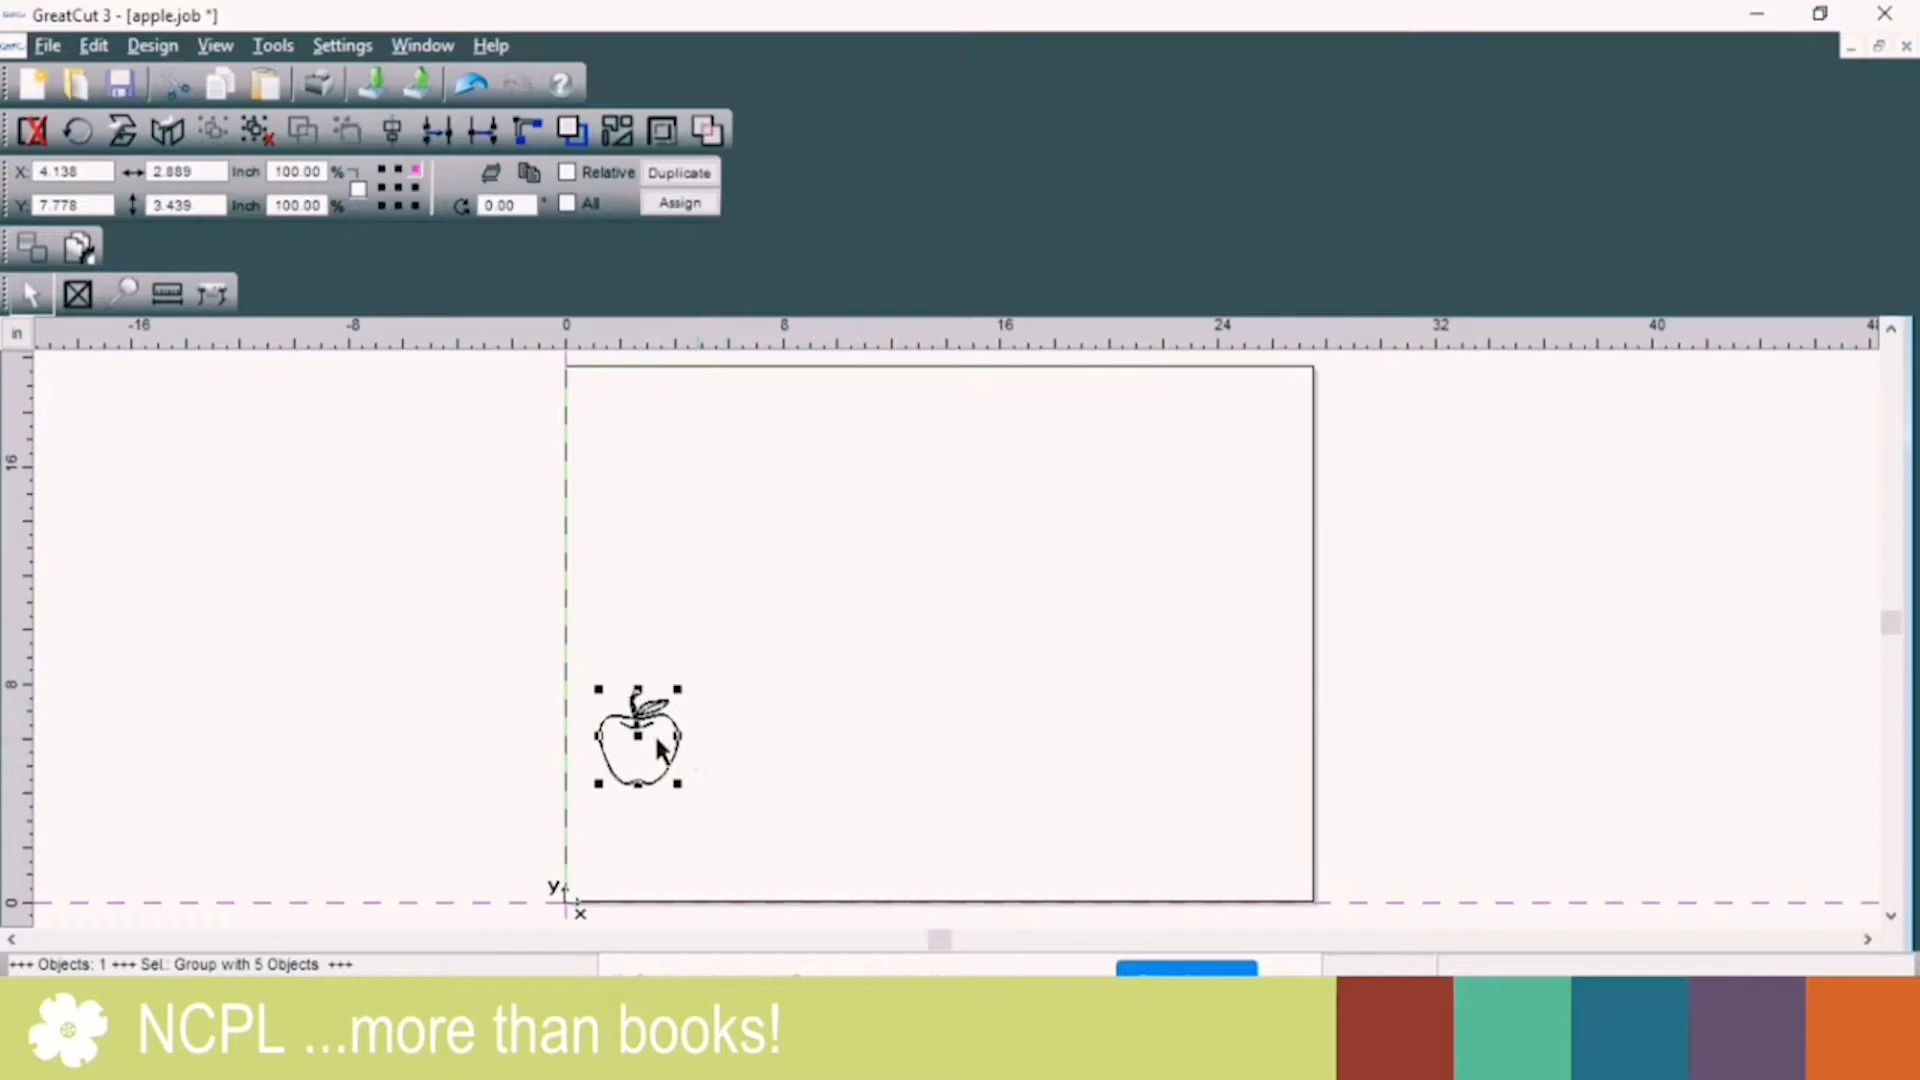 GreatCut 3 - [apple.job *]
File Edit Design View Tools Settings Window Help
X: 4.138 2.889 Inch 100.00 % Relative Duplicate
Y: 7.778 3.439 Inch 100.00 % 0.00 ° All Assign
in -16 -8 0 8 16 24 32 40
16
8
0
y
x
+++ Objects: 1 +++ Sel.: Group with 5 Objects +++
NCPL ...more than books!